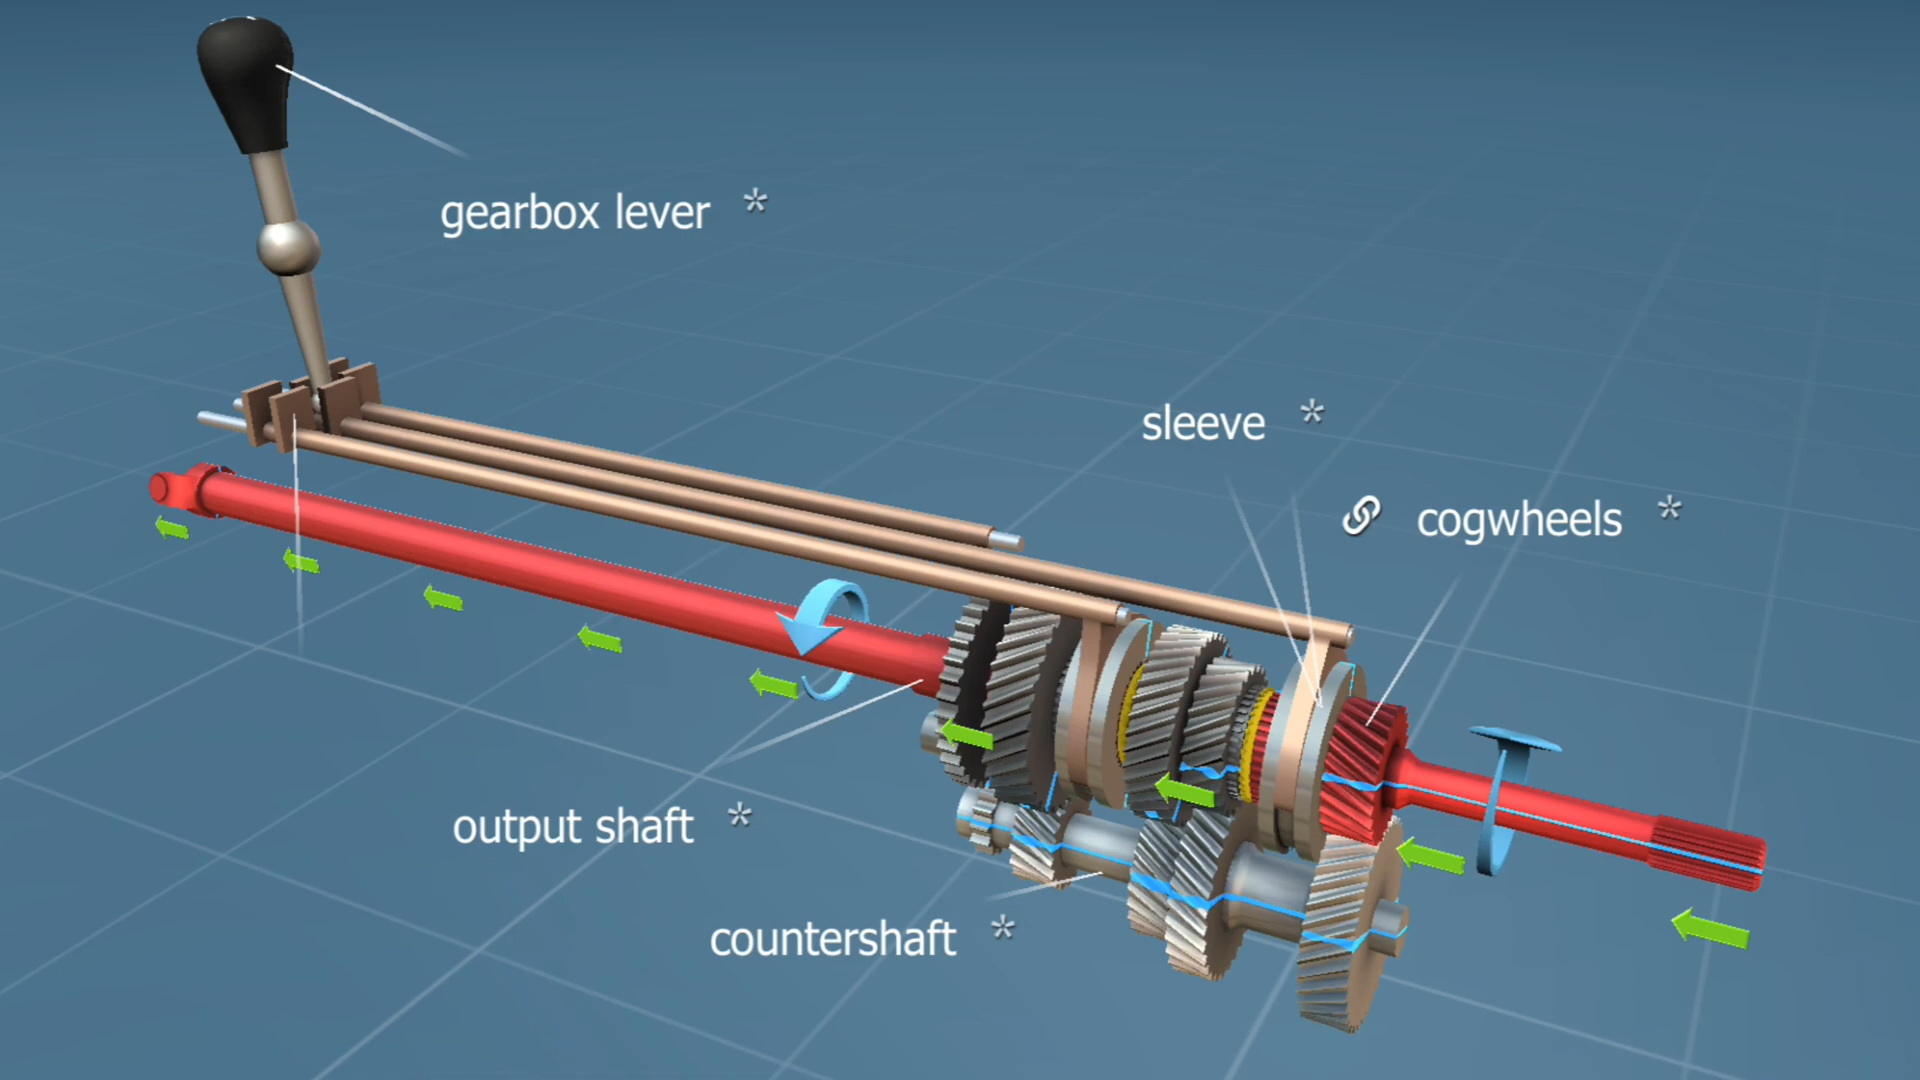 gearbox lever *
sleeve *
cogwheels *
output shaft *
countershaft *